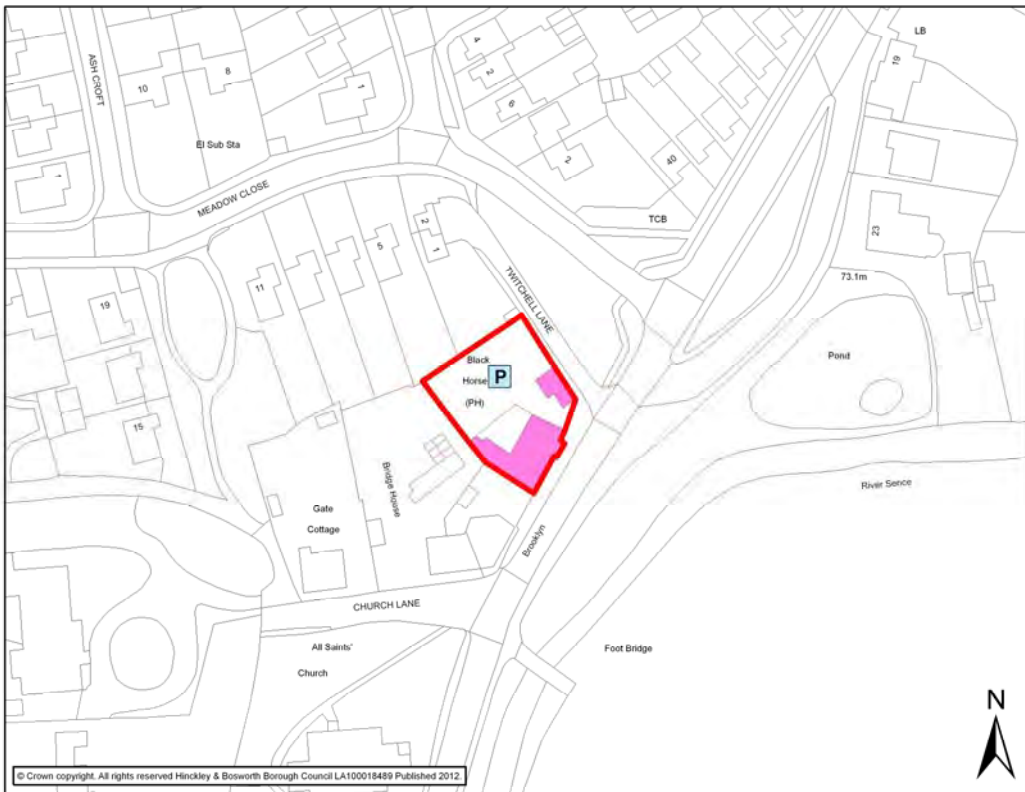 LB
19
4
2
6
2
40
TCB
ASH CROFT
10
8
1
El Sub Sta
1
MEADOW CLOSE
2
1
5
11
19
15
TWITCHELL LANE
23
73.1m
Pond
Black
Horse
(PH)
P
River Sence
Bridge House
Gate
Cottage
Brooklyn
CHURCH LANE
All Saints'
Church
Foot Bridge
N
© Crown copyright. All rights reserved Hinckley & Bosworth Borough Council LA100018489 Published 2012.